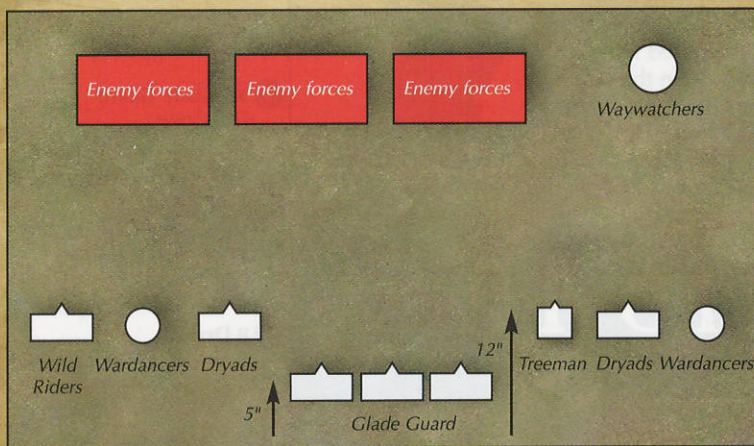 Enemy forces
Enemy forces
Enemy forces
Waywatchers
Wild
Riders
Wardancers
Dryads
5"
Glade Guard
12"
Treeman
Dryads
Wardancers